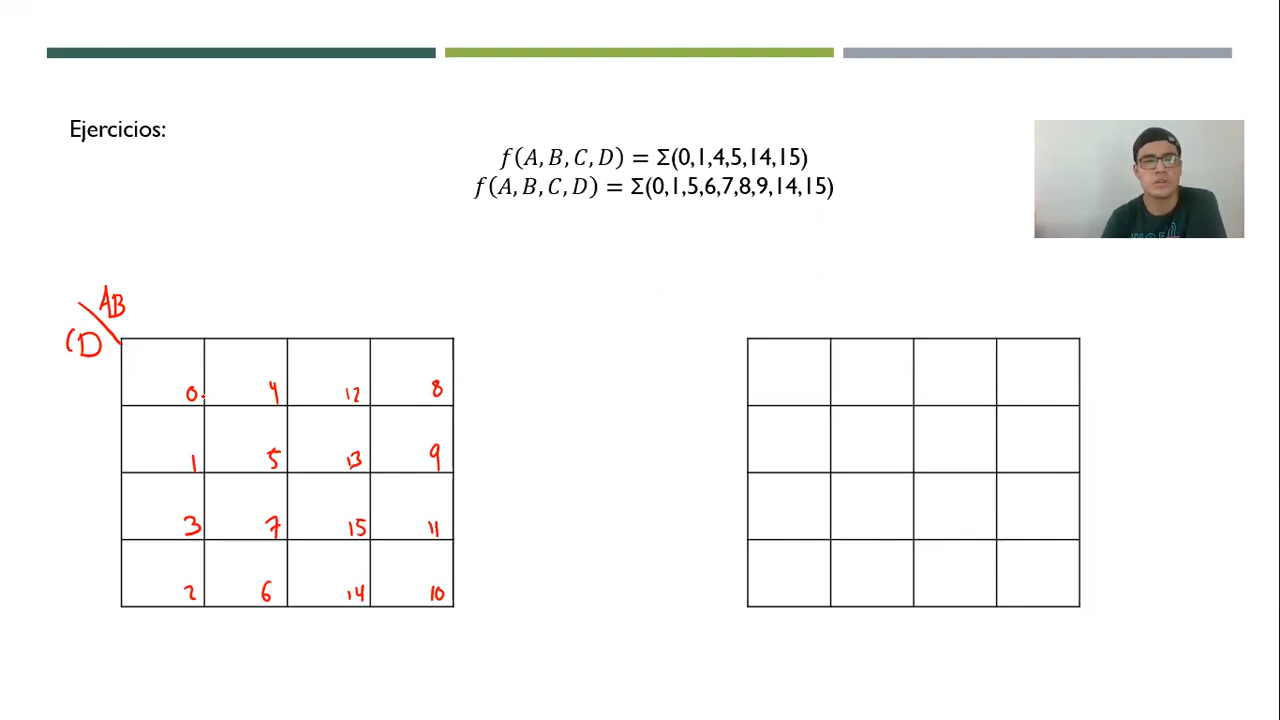 Ejercicios:
f(A, B, C, D) = Σ(0,1,4,5,14,15)
f(A, B, C, D) = Σ(0,1,5,6,7,8,9,14,15)
AB
CD
0 4 12 8
1 5 13 9
3 7 15 11
2 6 14 10